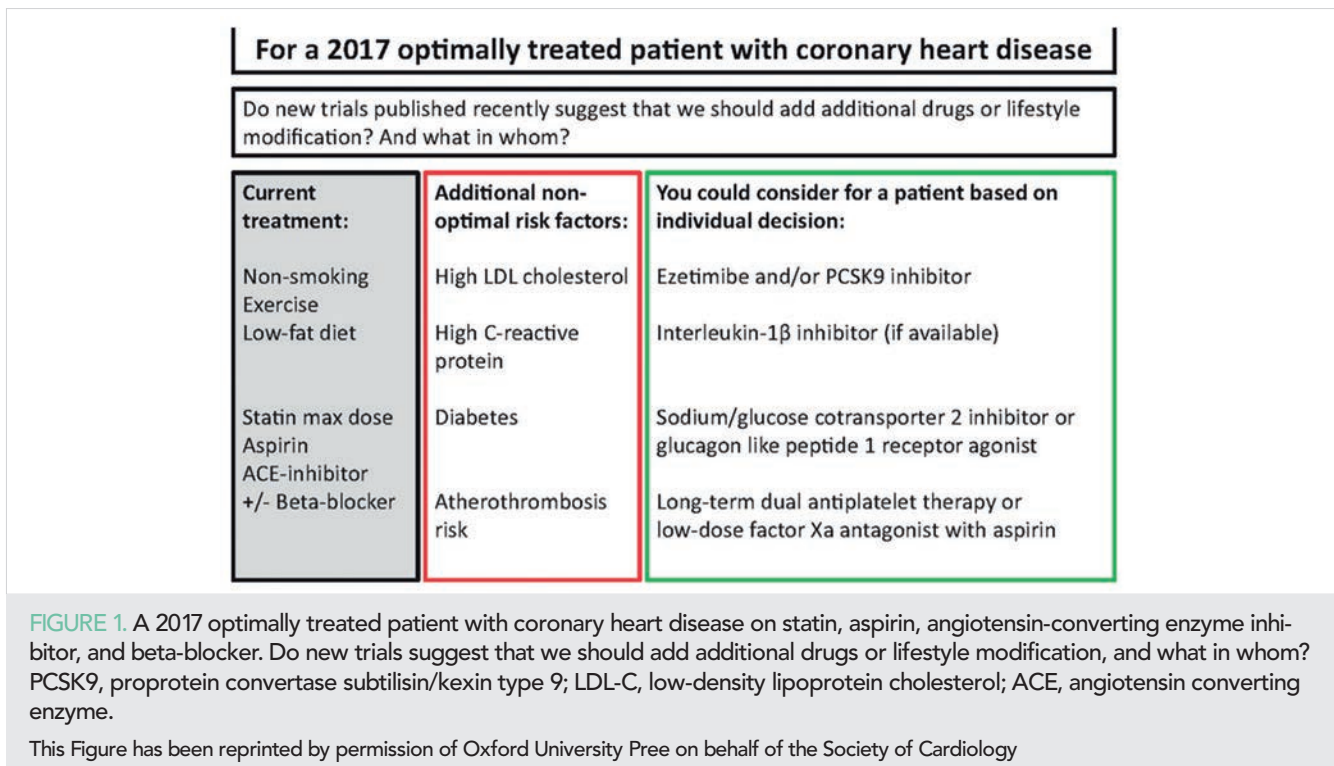 For a 2017 optimally treated patient with coronary heart disease
Do new trials published recently suggest that we should add additional drugs or lifestyle
modification? And what in whom?
Current
treatment:
Non-smoking
Exercise
Low-fat diet
Statin max dose
Aspirin
ACE-inhibitor
+/- Beta-blocker
Additional non-
optimal risk factors:
High LDL cholesterol
High C-reactive
protein
Diabetes
Atherothrombosis
risk
You could consider for a patient based on
individual decision:
Ezetimibe and/or PCSK9 inhibitor
Interleukin-1β inhibitor (if available)
Sodium/glucose cotransporter 2 inhibitor or
glucagon like peptide 1 receptor agonist
Long-term dual antiplatelet therapy or
low-dose factor Xa antagonist with aspirin
FIGURE 1. A 2017 optimally treated patient with coronary heart disease on statin, aspirin, angiotensin-converting enzyme inhi-
bitor, and beta-blocker. Do new trials suggest that we should add additional drugs or lifestyle modification, and what in whom?
PCSK9, proprotein convertase subtilisin/kexin type 9; LDL-C, low-density lipoprotein cholesterol; ACE, angiotensin converting
enzyme.
This Figure has been reprinted by permission of Oxford University Pree on behalf of the Society of Cardiology